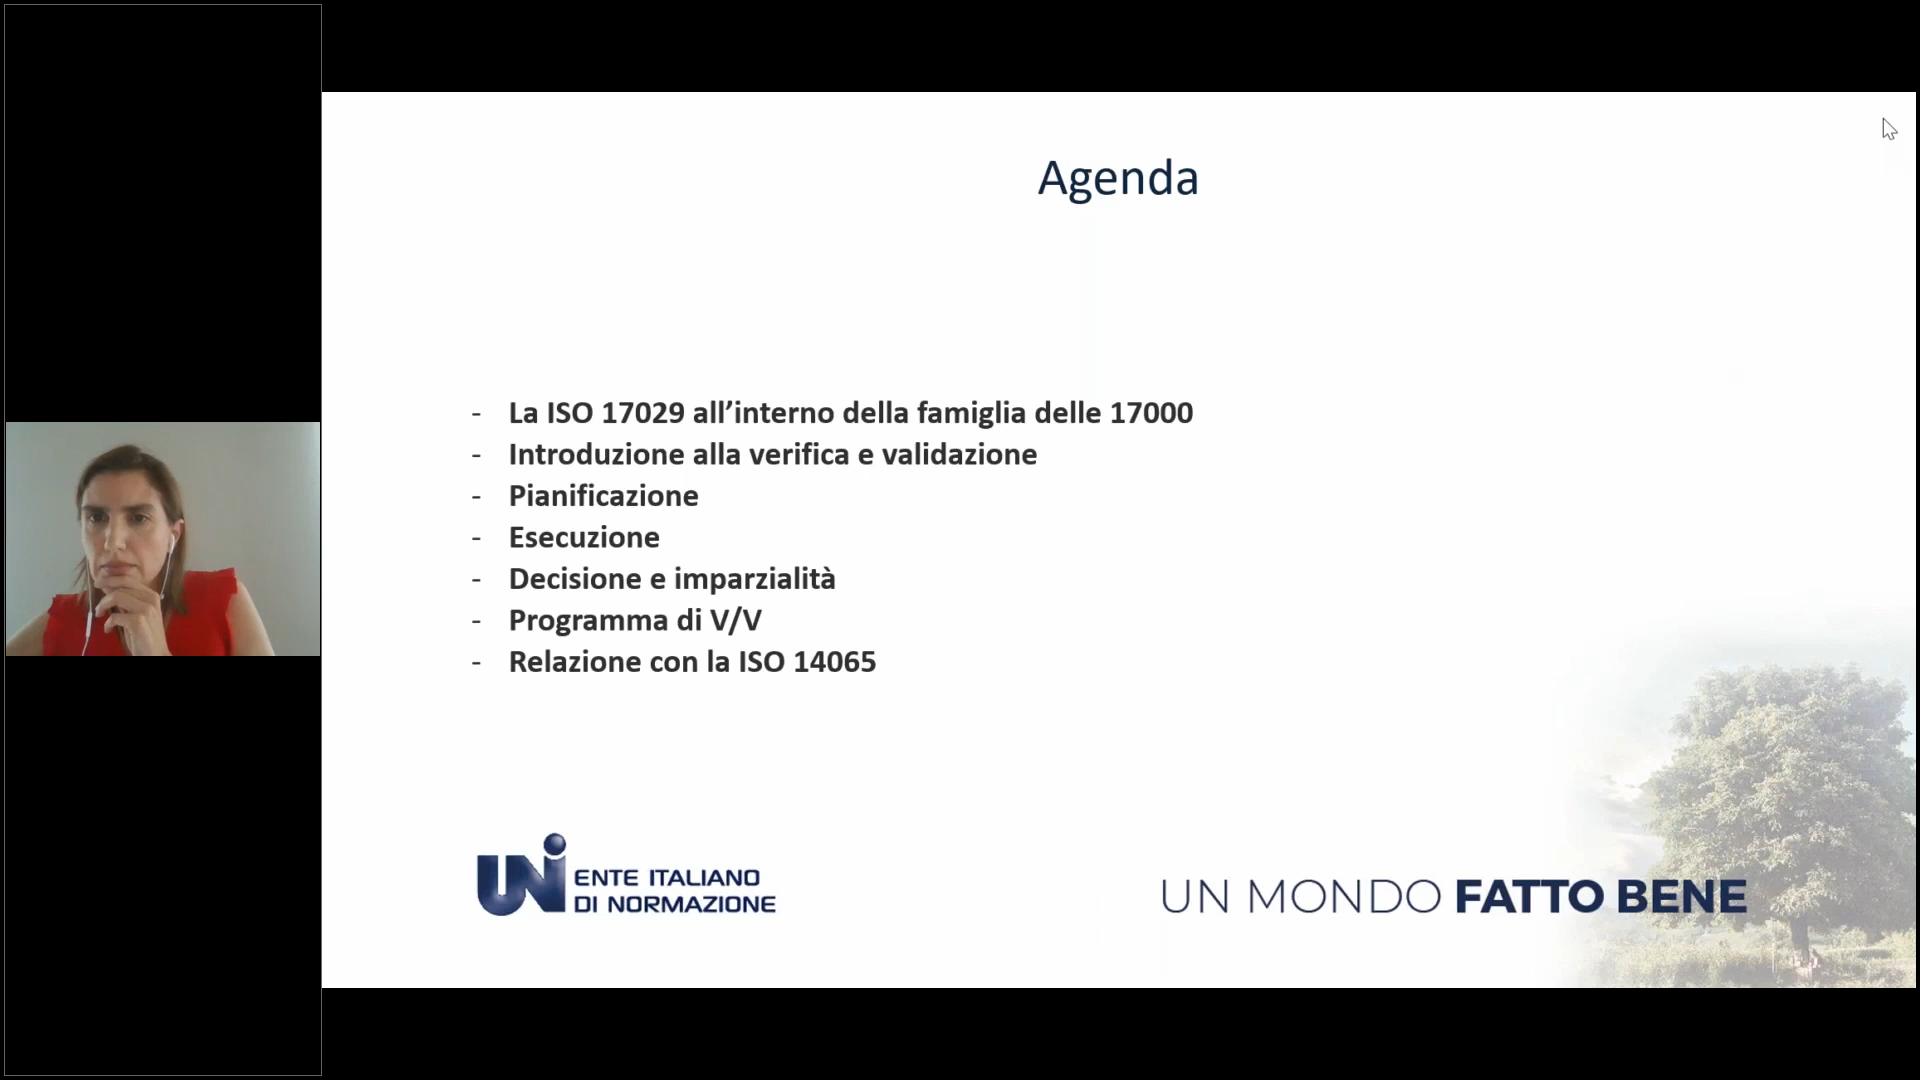 Agenda
- La ISO 17029 all’interno della famiglia delle 17000
- Introduzione alla verifica e validazione
- Pianificazione
- Esecuzione
- Decisione e imparzialità
- Programma di V/V
- Relazione con la ISO 14065
UNI ENTE ITALIANO
DI NORMAZIONE
UN MONDO FATTO BENE